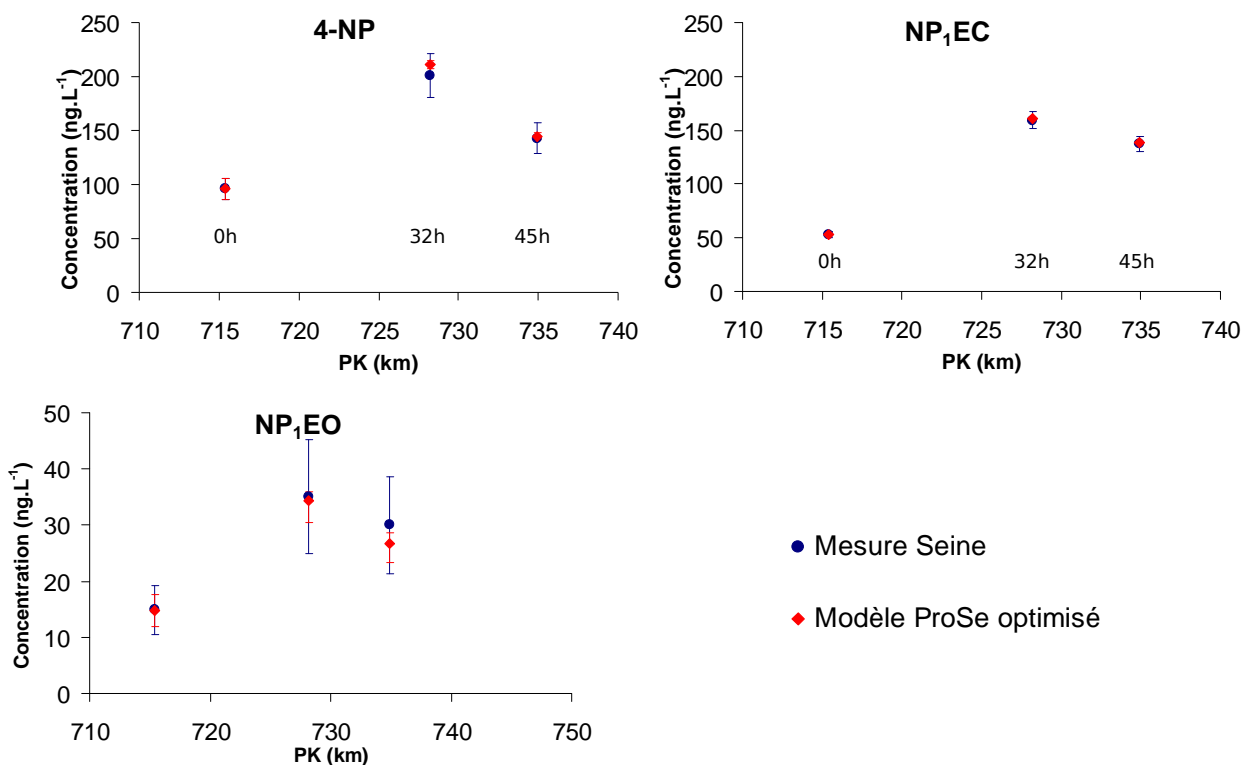 4-NP
Concentration (ng.L⁻¹)
250
200
150
100
50
0
0h 32h 45h
710 715 720 725 730 735 740
PK (km)
NP₁EC
Concentration (ng.L⁻¹)
250
200
150
100
50
0
0h 32h 45h
710 715 720 725 730 735 740
PK (km)
NP₁EO
Concentration (ng.L⁻¹)
50
40
30
20
10
0
710 720 730 740 750
PK (km)
Mesure Seine
Modèle ProSe optimisé